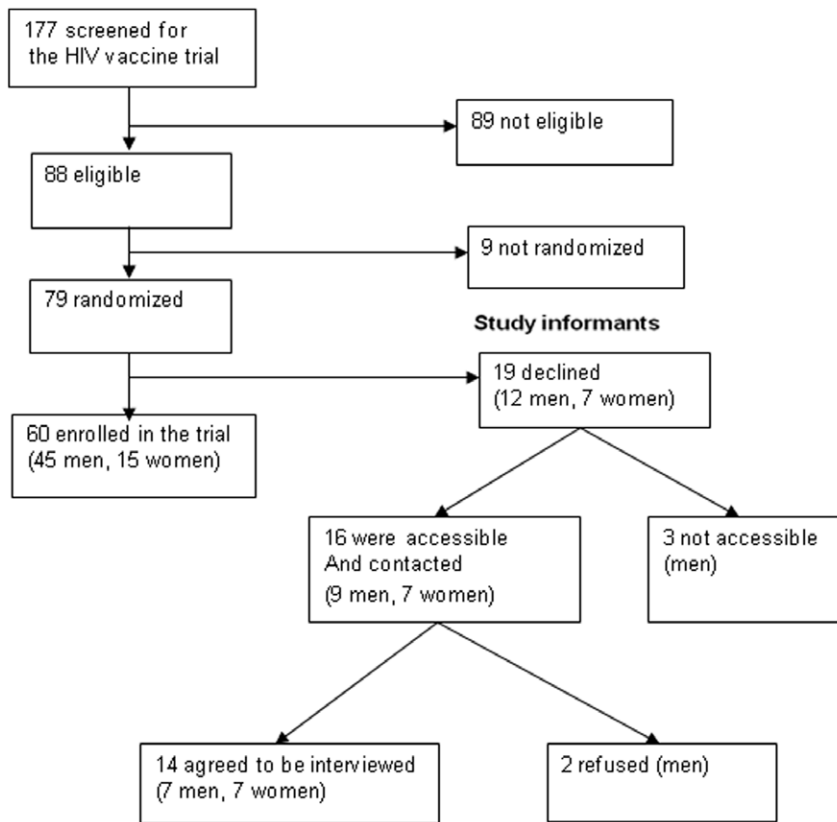 177 screened for
the HIV vaccine trial
89 not eligible
88 eligible
9 not randomized
79 randomized
Study informants
19 declined
(12 men, 7 women)
60 enrolled in the trial
(45 men, 15 women)
16 were accessible
And contacted
(9 men, 7 women)
3 not accessible
(men)
14 agreed to be interviewed
(7 men, 7 women)
2 refused (men)